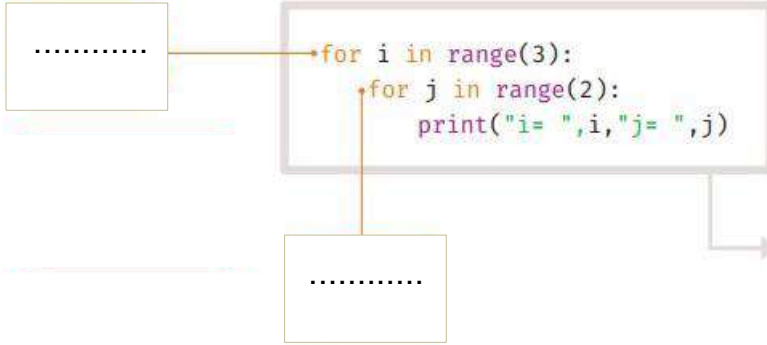 ............
for i in range(3):
for j in range(2):
print("i= ",i,"j= ",j)
............